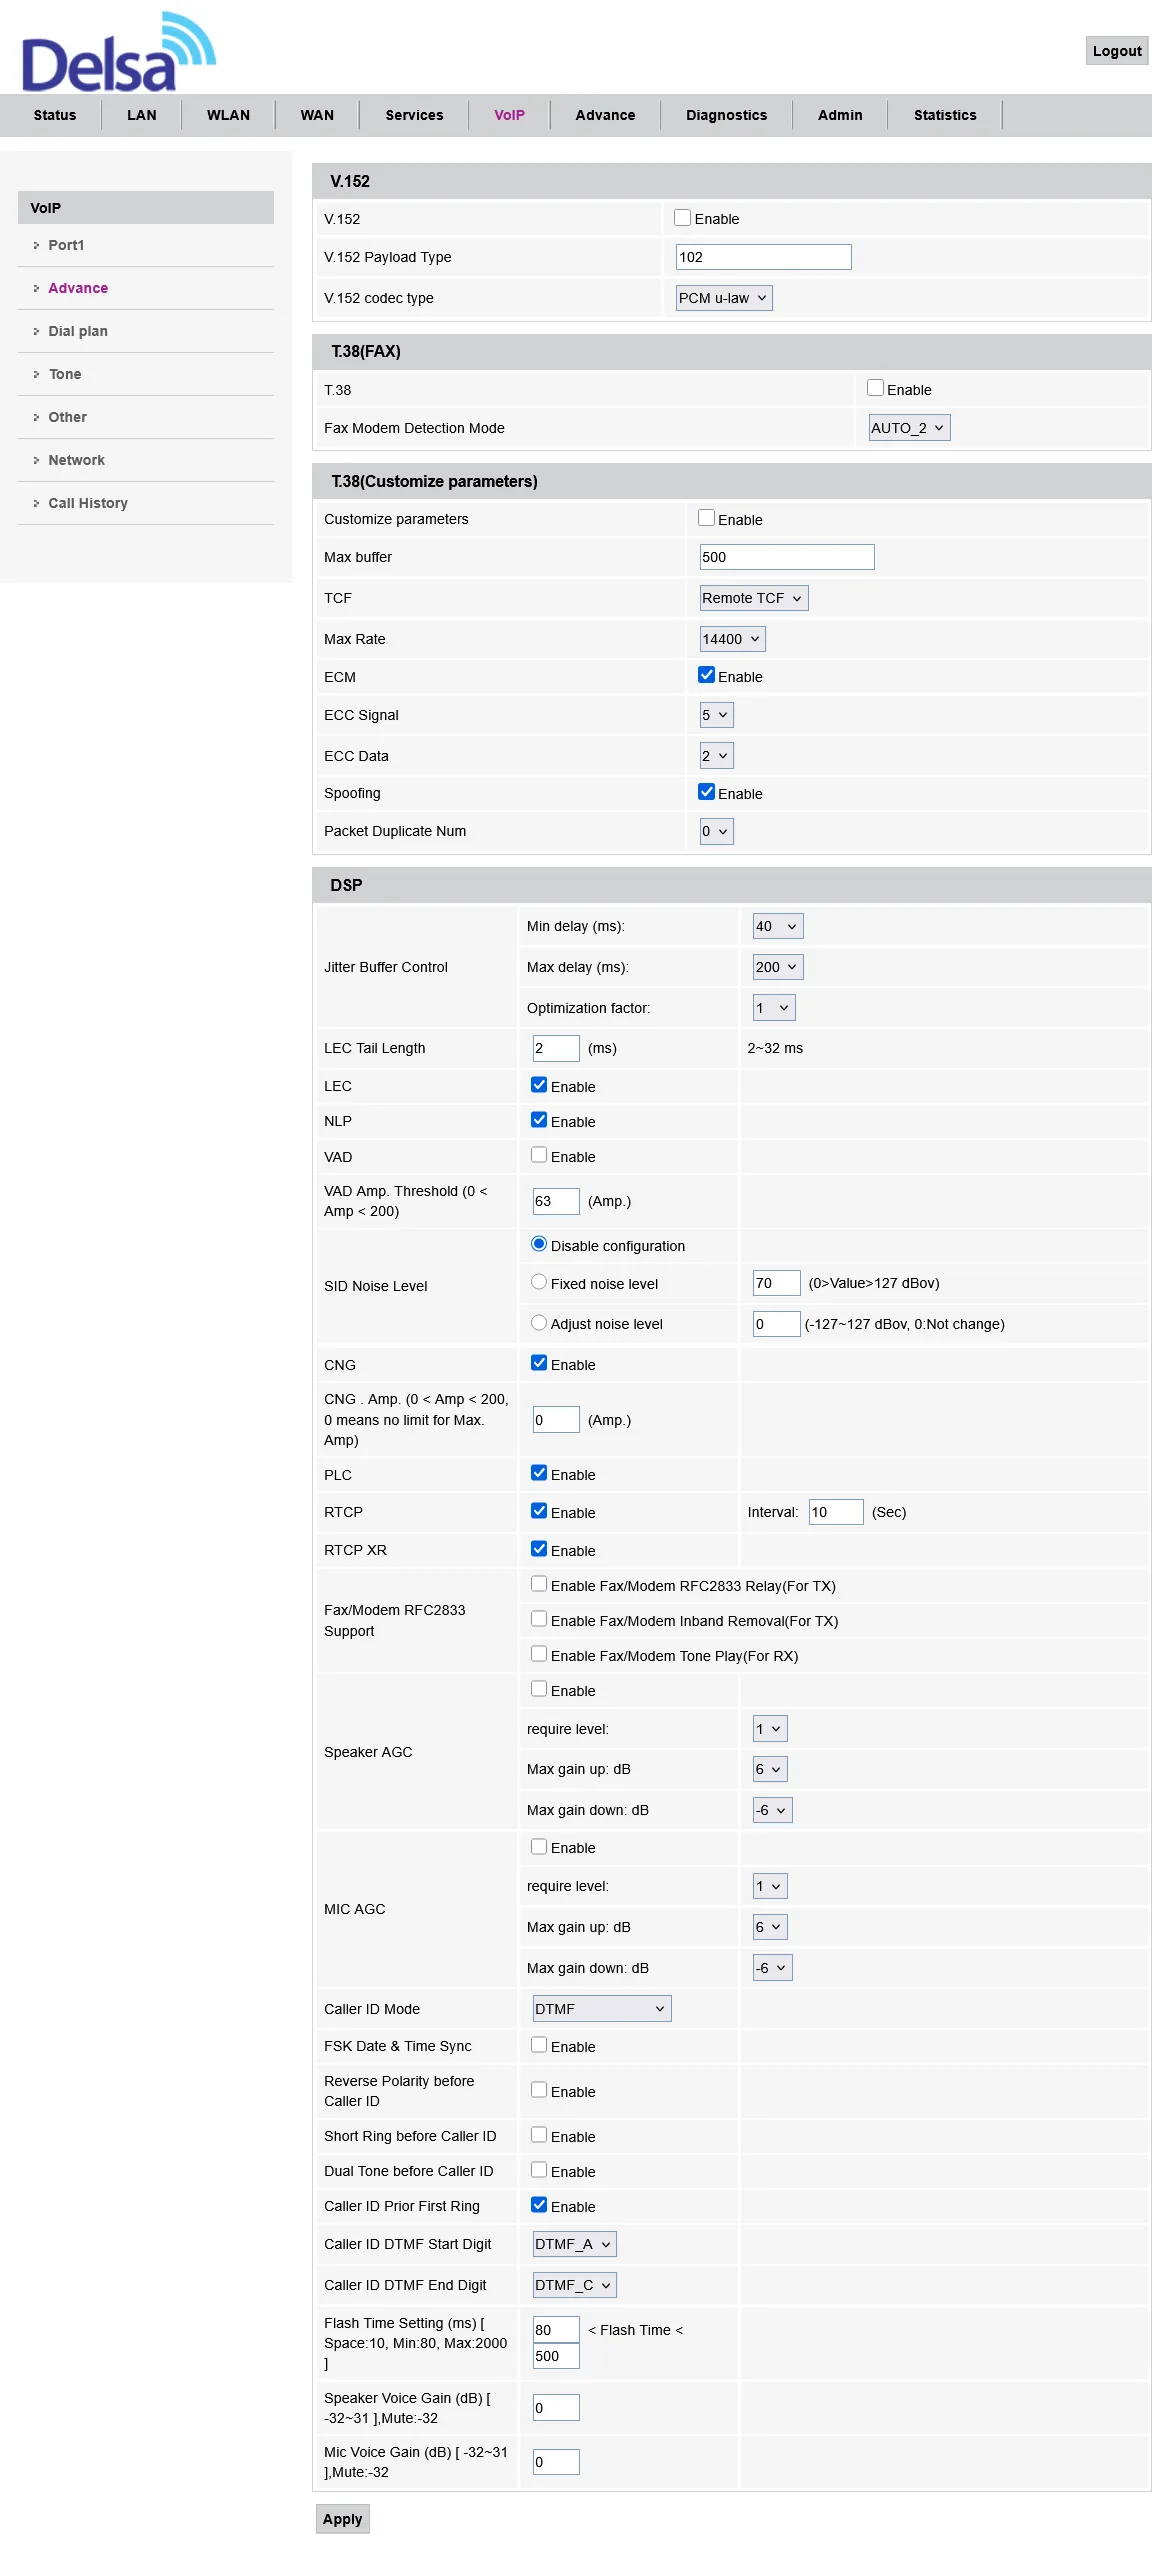 Delsa
Logout
Status LAN WLAN WAN Services VoIP Advance Diagnostics Admin Statistics
VoIP
Port1
Advance
Dial plan
Tone
Other
Network
Call History
V.152
V.152 Enable
V.152 Payload Type 102
V.152 codec type PCM u-law
T.38(FAX)
T.38 Enable
Fax Modem Detection Mode AUTO_2
T.38(Customize parameters)
Customize parameters Enable
Max buffer 500
TCF Remote TCF
Max Rate 14400
ECM Enable
ECC Signal 5
ECC Data 2
Spoofing Enable
Packet Duplicate Num 0
DSP
Jitter Buffer Control
Min delay (ms): 40
Max delay (ms): 200
Optimization factor: 1
LEC Tail Length 2 (ms) 2~32 ms
LEC Enable
NLP Enable
VAD Enable
VAD Amp. Threshold (0 <
Amp < 200)
63 (Amp.)
SID Noise Level
Disable configuration
Fixed noise level 70 (0>Value>127 dBov)
Adjust noise level 0 (-127~127 dBov, 0:Not change)
CNG Enable
CNG . Amp. (0 < Amp < 200,
0 means no limit for Max.
Amp)
0 (Amp.)
PLC Enable
RTCP Enable Interval: 10 (Sec)
RTCP XR Enable
Fax/Modem RFC2833
Support
Enable Fax/Modem RFC2833 Relay(For TX)
Enable Fax/Modem Inband Removal(For TX)
Enable Fax/Modem Tone Play(For RX)
Speaker AGC
Enable
require level: 1
Max gain up: dB 6
Max gain down: dB -6
MIC AGC
Enable
require level: 1
Max gain up: dB 6
Max gain down: dB -6
Caller ID Mode DTMF
FSK Date & Time Sync Enable
Reverse Polarity before
Caller ID
Enable
Short Ring before Caller ID Enable
Dual Tone before Caller ID Enable
Caller ID Prior First Ring Enable
Caller ID DTMF Start Digit DTMF_A
Caller ID DTMF End Digit DTMF_C
Flash Time Setting (ms) [
Space:10, Min:80, Max:2000
]
80 < Flash Time <
500
Speaker Voice Gain (dB) [
-32~31 ],Mute:-32
0
Mic Voice Gain (dB) [ -32~31
],Mute:-32
0
Apply